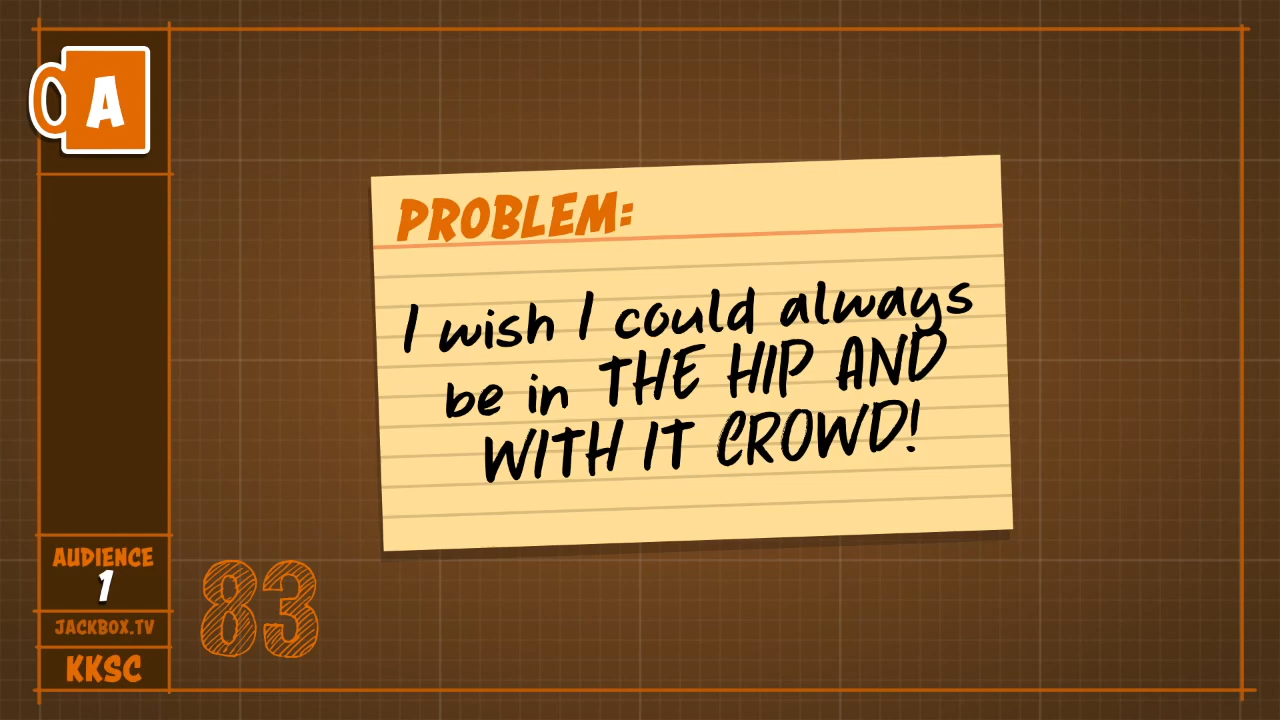 A
PROBLEM:
I wish I could always
be in THE HIP AND
WITH IT CROWD!
AUDIENCE
1
JACKBOX.TV
KKSC
83